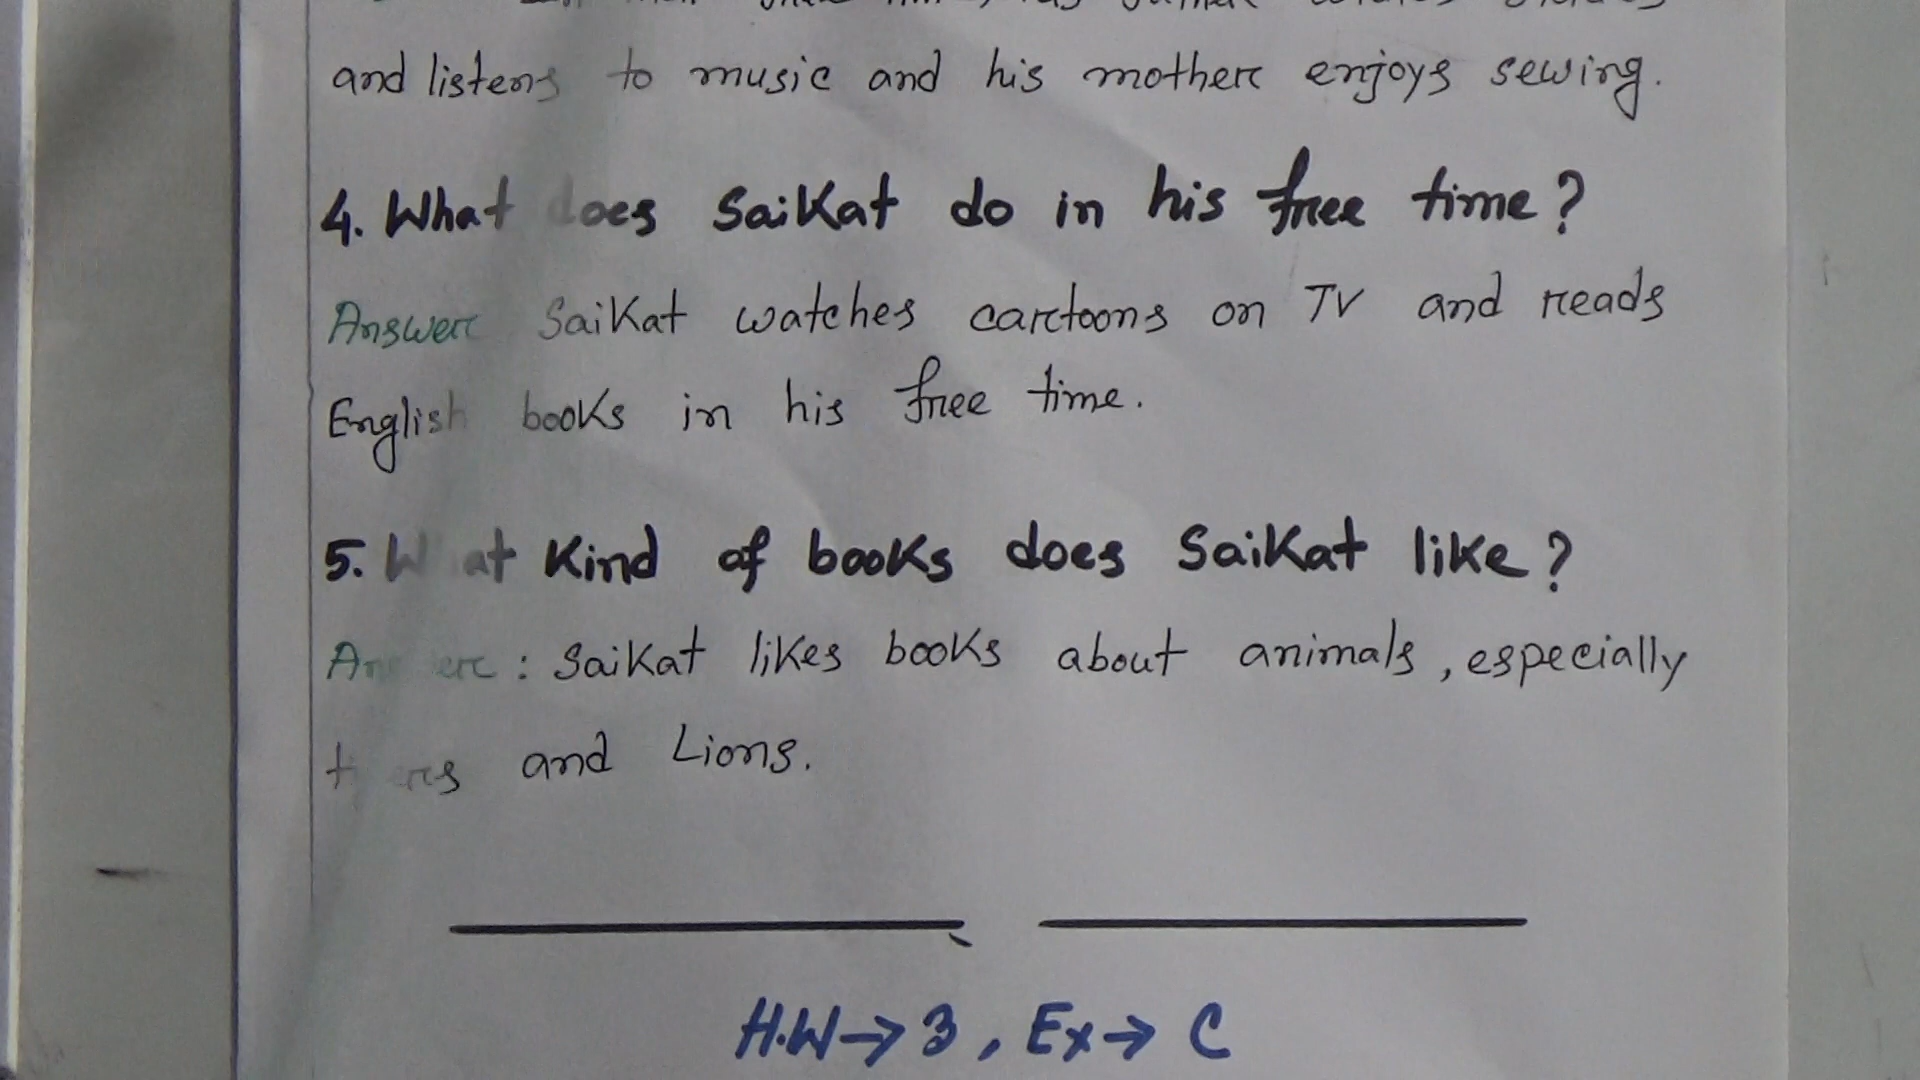 and listens to music and his mother enjoys sewing.
4. What does Saikat do in his free time?
Answer Saikat watches cartoons on TV and reads
English books in his free time.
5. What Kind of books does Saikat like?
Answer: Saikat likes books about animals, especially
and Lions.
H.W→3, Ex→ C